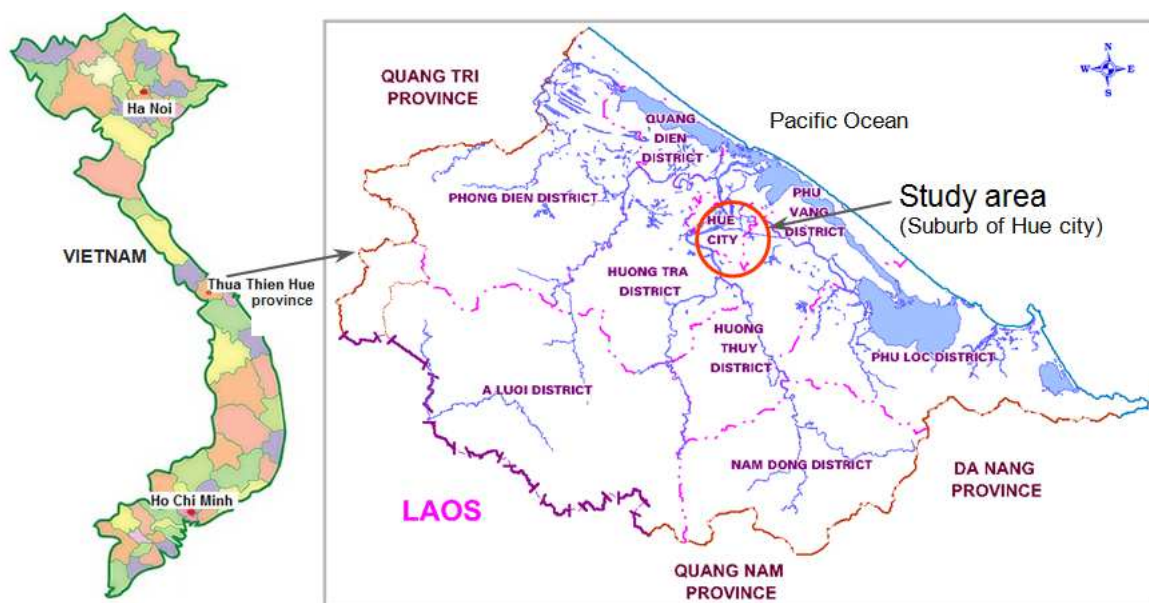 Ha Noi
VIETNAM
Thua Thien Hue
province
Ho Chi Minh
QUANG TRI
PROVINCE
N
W
E
S
Pacific Ocean
QUANG
DIEN
DISTRICT
PHONG DIEN DISTRICT
PHU
VANG
DISTRICT
Study area
(Suburb of Hue city)
HUE
CITY
HUONG TRA
DISTRICT
HUONG
THUY
DISTRICT
PHU LOC DISTRICT
A LUOI DISTRICT
NAM DONG DISTRICT
DA NANG
PROVINCE
LAOS
QUANG NAM
PROVINCE